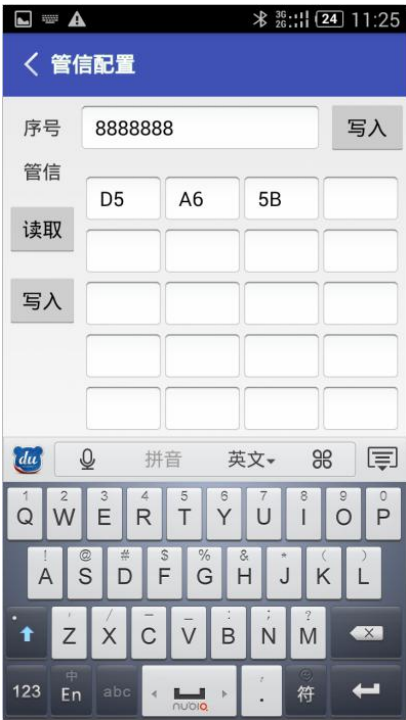 3G 2G 24 11:25
管信配置
序号 8888888 写入
管信
D5 A6 5B
读取
写入
du 拼音 英文
1 2 3 4 5 6 7 8 9 0
Q W E R T Y U I O P
! @ # $ % & * ( )
A S D F G H J K L
' / – _ : ; ?
Z X C V B N M
123 中 En abc nubia , . 符